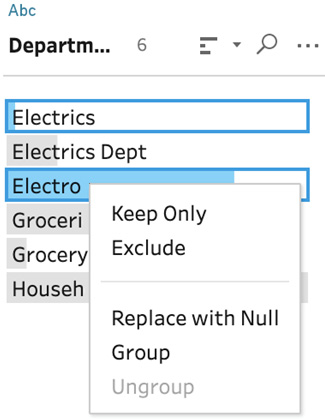 Abc
Departm... 6
Electrics
Electrics Dept
Electro
Groceri
Grocery
Househ
Keep Only
Exclude
Replace with Null
Group
Ungroup